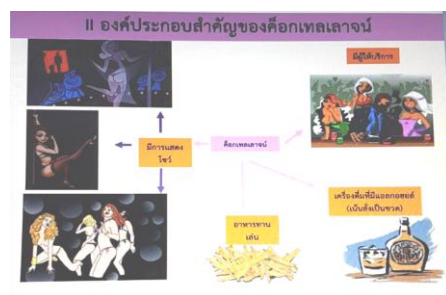 II องค์ประกอบสำคัญของค็อกเทลเลาจน์
มีผู้ให้บริการ
มีการแสดง
โชว์
ค็อกเทลเลาจน์
เครื่องดื่มที่มีแอลกอฮอล์
(เน้นสั่งเป็นขวด)
อาหารทาน
เล่น